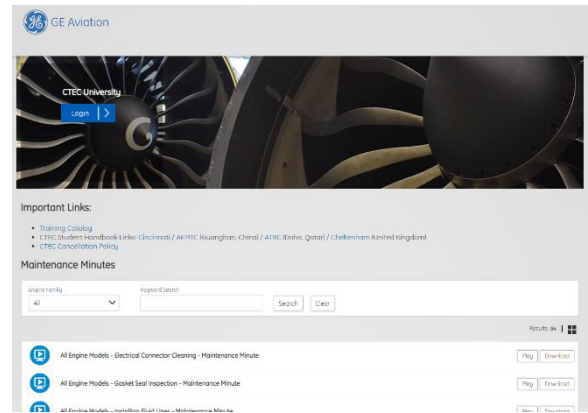 GE Aviation
CTEC University
Login
Important Links:
Training Catalog
CTEC Student Handbook Links: Cincinnati / AEMTC (Guanghan, China) / ATRC (Doha, Qatar) / Cheltenham (United Kingdom)
CTEC Cancellation Policy
Maintenance Minutes
Engine Family
Keyword Search
All
Search
Clear
Results: 94
All Engine Models - Electrical Connector Cleaning - Maintenance Minute
Play
Download
All Engine Models - Gasket Seal Inspection - Maintenance Minute
Play
Download
All Engine Models - Installing Fluid Lines - Maintenance Minute
Play
Download